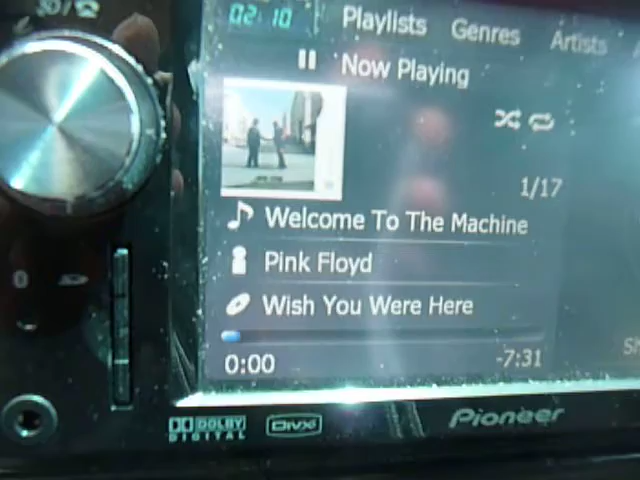 02:10
Playlists Genres Artists
Now Playing
1/17
Welcome To The Machine
Pink Floyd
Wish You Were Here
0:00 -7:31
DOLBY DIGITAL
DivX
Pioneer